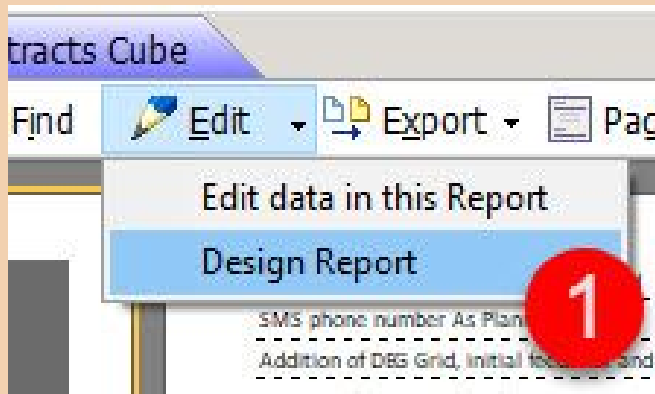 tracts Cube
Find Edit Export Pag
Edit data in this Report
Design Report
1
SMS phone number As Plan
Addition of DBG Grid, Initial and